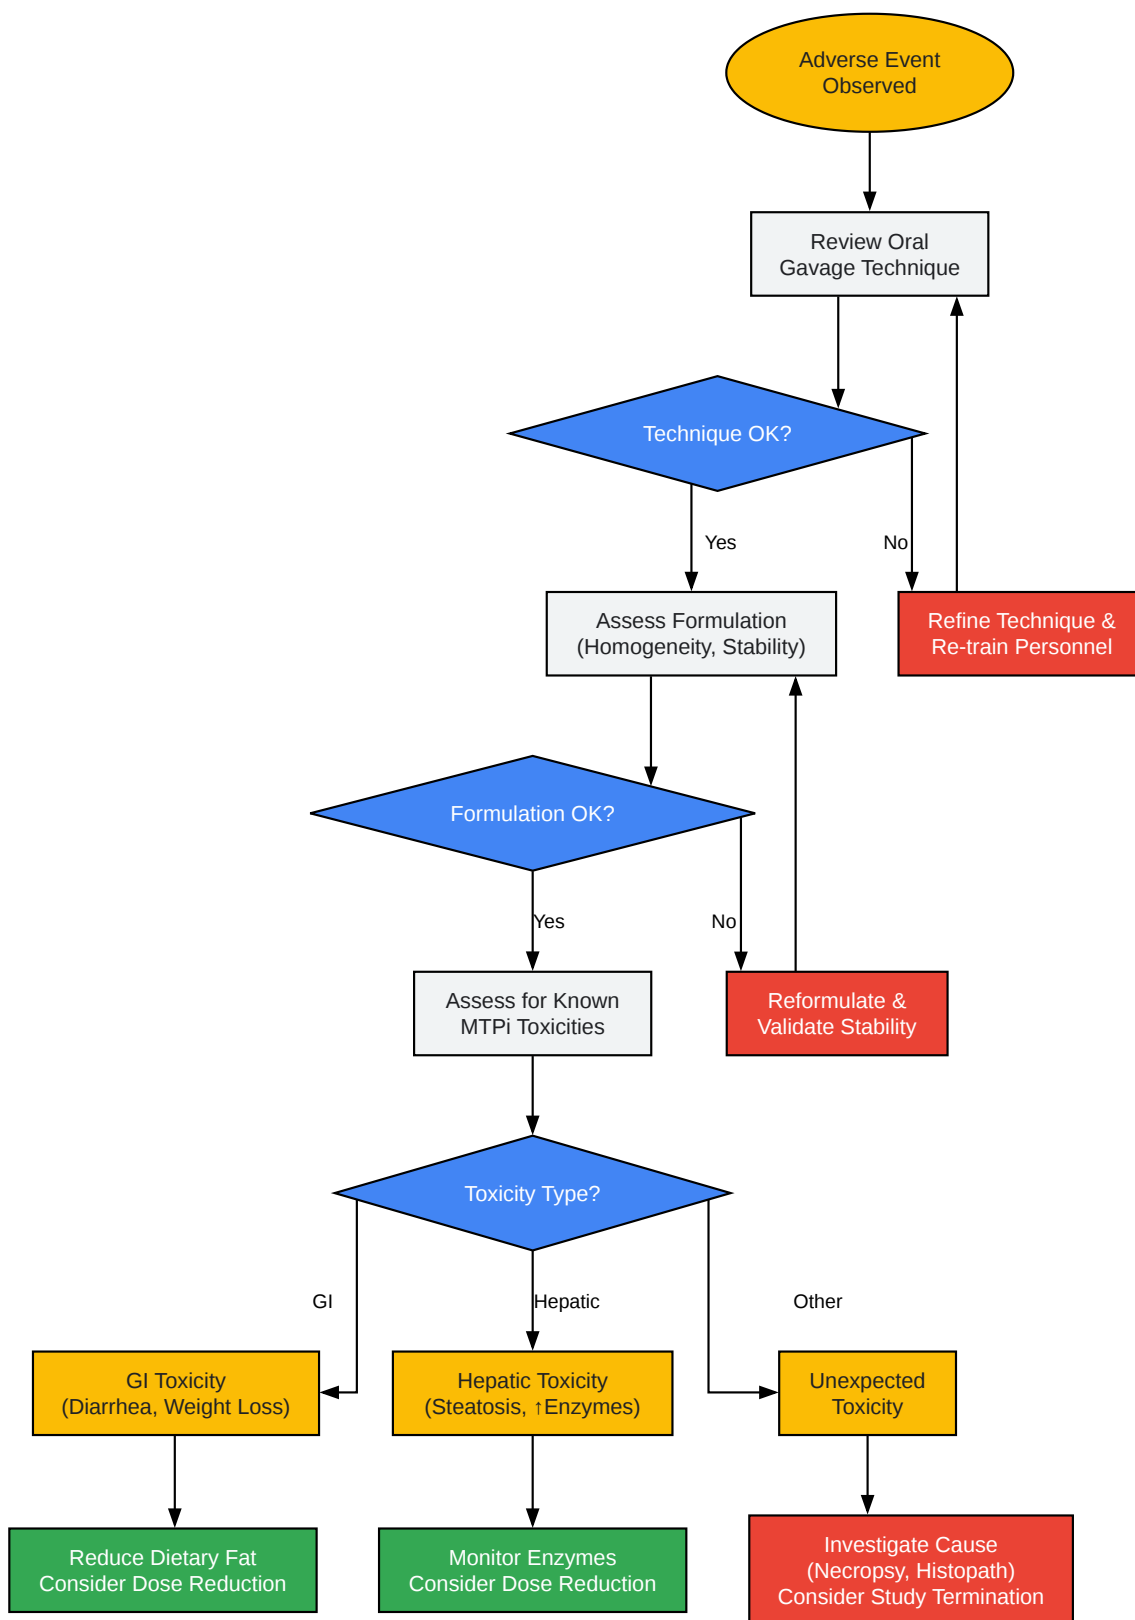 Adverse Event
Observed
Review Oral
Gavage Technique
Technique OK?
Yes
No
Assess Formulation
(Homogeneity, Stability)
Refine Technique &
Re-train Personnel
Formulation OK?
Yes
No
Assess for Known
MTPi Toxicities
Reformulate &
Validate Stability
Toxicity Type?
GI
Hepatic
Other
GI Toxicity
(Diarrhea, Weight Loss)
Hepatic Toxicity
(Steatosis, ↑Enzymes)
Unexpected
Toxicity
Reduce Dietary Fat
Consider Dose Reduction
Monitor Enzymes
Consider Dose Reduction
Investigate Cause
(Necropsy, Histopath)
Consider Study Termination